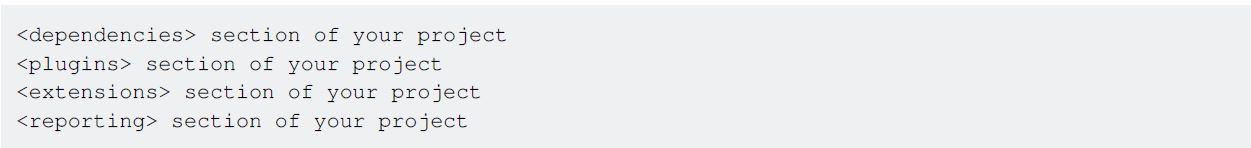 <dependencies> section of your project
<plugins> section of your project
<extensions> section of your project
<reporting> section of your project